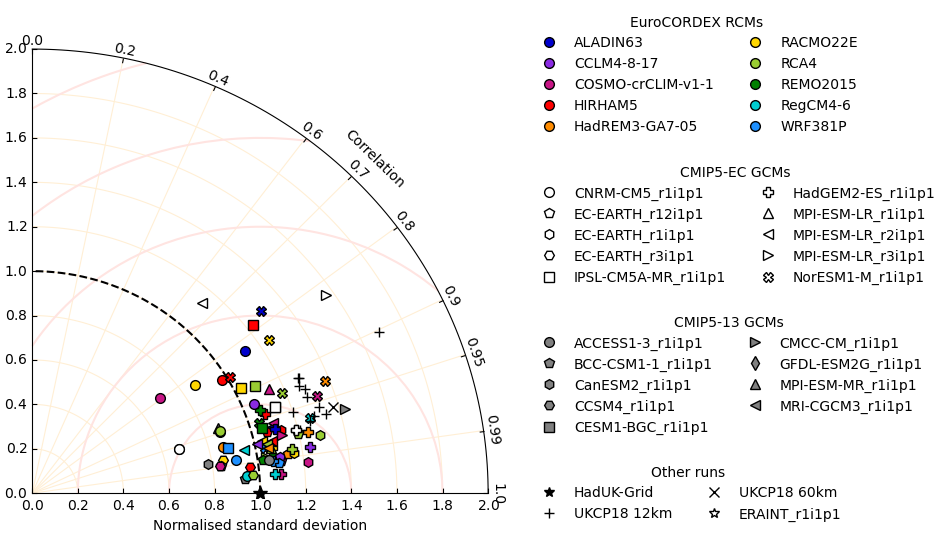 EuroCORDEX RCMs
ALADIN63
CCLM4-8-17
COSMO-crCLIM-v1-1
HIRHAM5
HadREM3-GA7-05
RACMO22E
RCA4
REMO2015
RegCM4-6
WRF381P
CMIP5-EC GCMs
CNRM-CM5_r1i1p1
EC-EARTH_r12i1p1
EC-EARTH_r1i1p1
EC-EARTH_r3i1p1
IPSL-CM5A-MR_r1i1p1
HadGEM2-ES_r1i1p1
MPI-ESM-LR_r1i1p1
MPI-ESM-LR_r2i1p1
MPI-ESM-LR_r3i1p1
NorESM1-M_r1i1p1
CMIP5-13 GCMs
ACCESS1-3_r1i1p1
BCC-CSM1-1_r1i1p1
CanESM2_r1i1p1
CCSM4_r1i1p1
CESM1-BGC_r1i1p1
CMCC-CM_r1i1p1
GFDL-ESM2G_r1i1p1
MPI-ESM-MR_r1i1p1
MRI-CGCM3_r1i1p1
Other runs
HadUK-Grid
UKCP18 12km
UKCP18 60km
ERAINT_r1i1p1
0.0
0.2
0.4
0.6
Correlation
0.7
0.8
0.9
0.95
0.99
1.0
2.0
1.8
1.6
1.4
1.2
1.0
0.8
0.6
0.4
0.2
0.0
0.0 0.2 0.4 0.6 0.8 1.0 1.2 1.4 1.6 1.8 2.0
Normalised standard deviation